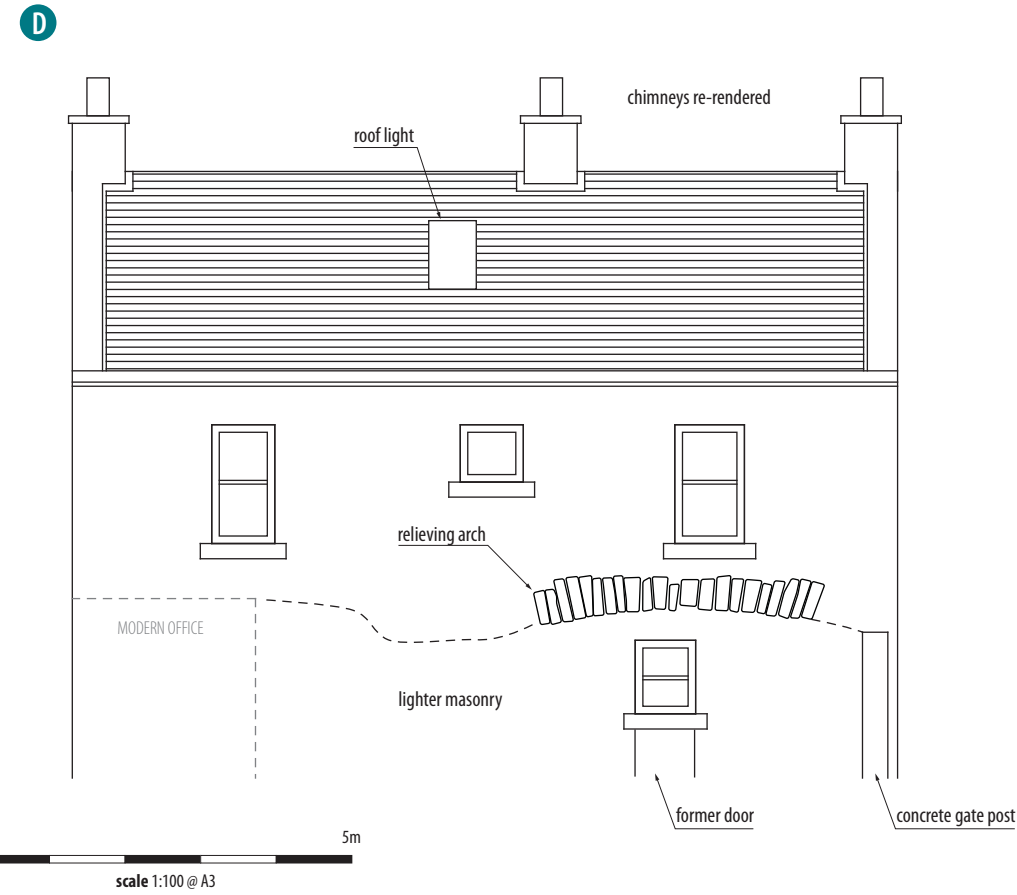 D
chimneys re-rendered
roof light
relieving arch
MODERN OFFICE
lighter masonry
former door
concrete gate post
5m
scale 1:100 @ A3